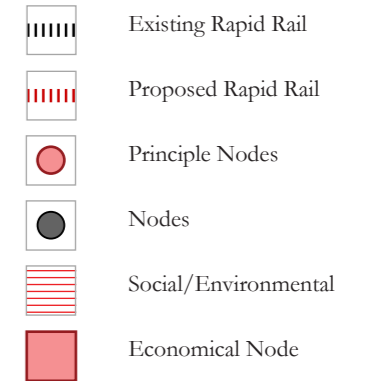 Existing Rapid Rail
Proposed Rapid Rail
Principle Nodes
Nodes
Social/Environmental
Economical Node